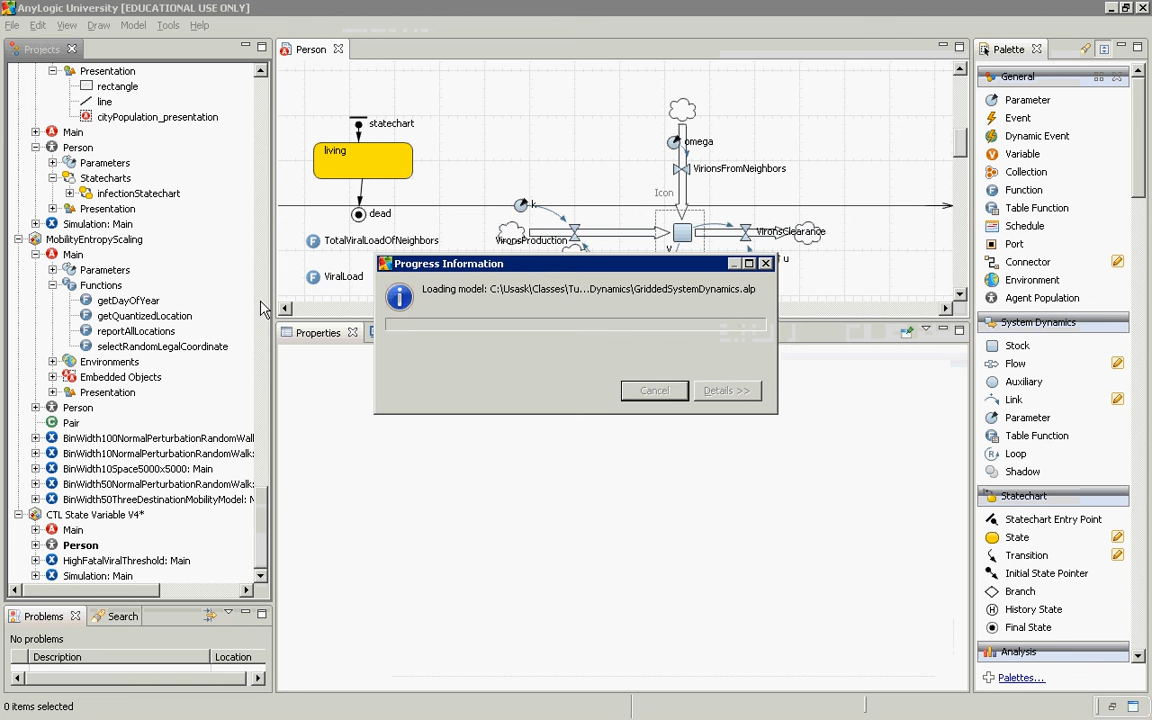 AnyLogic University [EDUCATIONAL USE ONLY]
File Edit View Draw Model Tools Help
Projects
Presentation
rectangle
line
cityPopulation_presentation
Main
Person
Parameters
Statecharts
infectionStatechart
Presentation
Simulation: Main
MobilityEntropyScaling
Main
Parameters
Functions
getDayOfYear
getQuantizedLocation
reportAllLocations
selectRandomLegalCoordinate
Environments
Embedded Objects
Presentation
Person
Pair
BinWidth100NormalPerturbationRandomWalk
BinWidth10NormalPerturbationRandomWalk:
BinWidth10Space5000x5000: Main
BinWidth50NormalPerturbationRandomWalk:
BinWidth50ThreeDestinationMobilityModel: M
CTL State Variable V4*
Main
Person
HighFatalViralThreshold: Main
Simulation: Main
Problems Search
No problems
Description Location
0 items selected
Person
statechart
living
dead
TotalViralLoadOfNeighbors
ViralLoad
omega
VirionsFromNeighbors
Icon
k
VironsProduction
VironsClearance
v
u
Properties
Progress Information
Loading model: C:\Usask\Classes\Tu...Dynamics\GriddedSystemDynamics.alp
Cancel Details >>
Palette
General
Parameter
Event
Dynamic Event
Variable
Collection
Function
Table Function
Schedule
Port
Connector
Environment
Agent Population
System Dynamics
Stock
Flow
Auxiliary
Link
Parameter
Table Function
Loop
Shadow
Statechart
Statechart Entry Point
State
Transition
Initial State Pointer
Branch
History State
Final State
Analysis
Palettes...